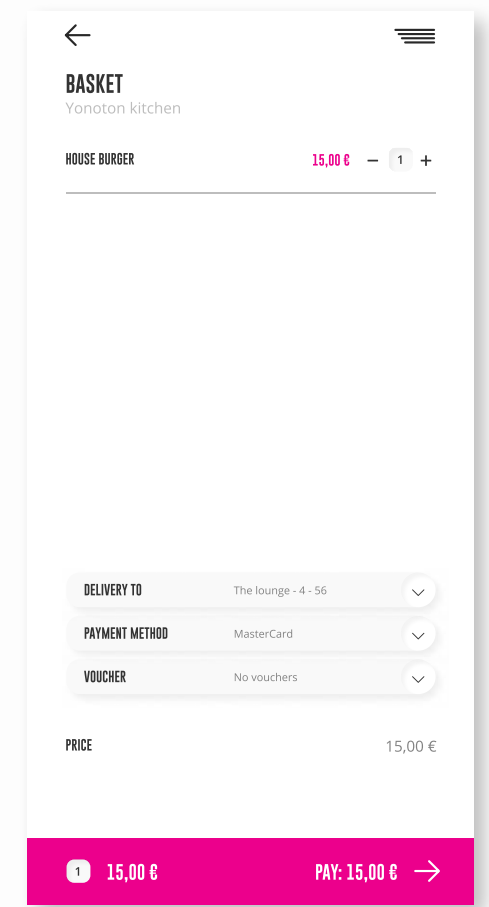 BASKET
Yonoton kitchen
HOUSE BURGER 15,00 € − 1 +
DELIVERY TO The lounge - 4 - 56
PAYMENT METHOD MasterCard
VOUCHER No vouchers
PRICE 15,00 €
1 15,00 € PAY: 15,00 €